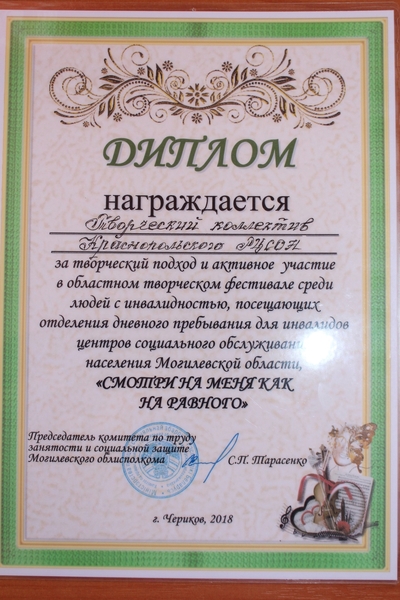 ДИПЛОМ
награждается
Творческий коллектив
Краснопольского РЦСОН
за творческий подход и активное участие
в областном творческом фестивале среди
людей с инвалидностью, посещающих
отделения дневного пребывания для инвалидов
центров социального обслуживания
населения Могилевской области,
«СМОТРИ НА МЕНЯ КАК
НА РАВНОГО»
Председатель комитета по труду
занятости и социальной защите
Могилевского облисполкома
С.П. Тарасенко
г. Чериков, 2018